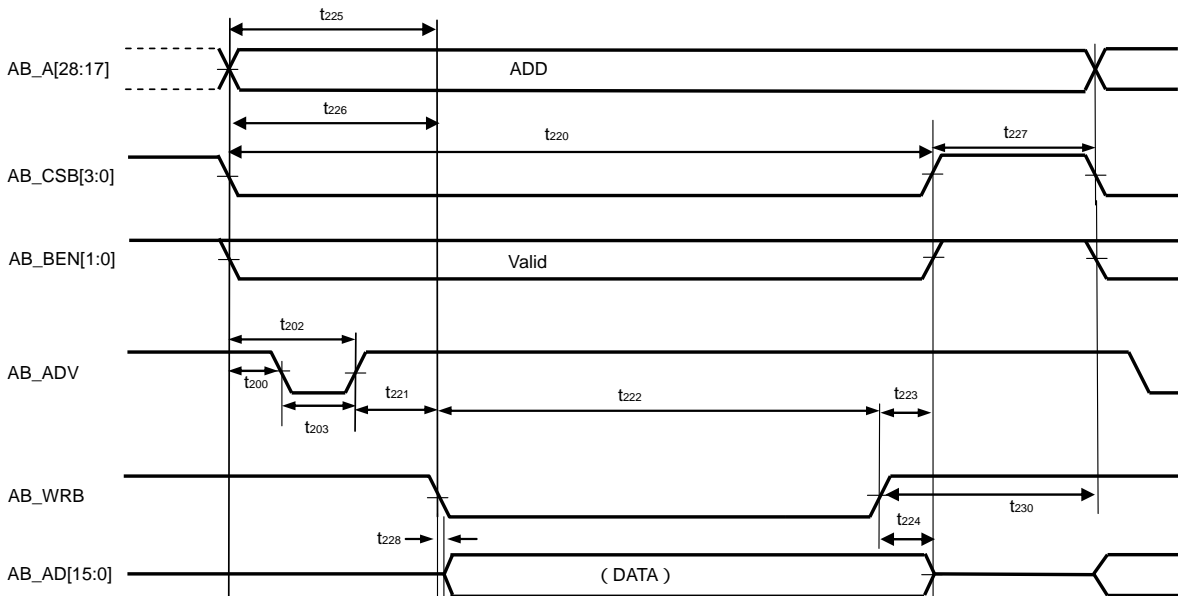 t225
AB_A[28:17]
ADD
t226
t220
t227
AB_CSB[3:0]
AB_BEN[1:0]
Valid
t202
AB_ADV
t200
t221
t222
t223
t203
AB_WRB
t230
t224
t228
AB_AD[15:0]
( DATA )